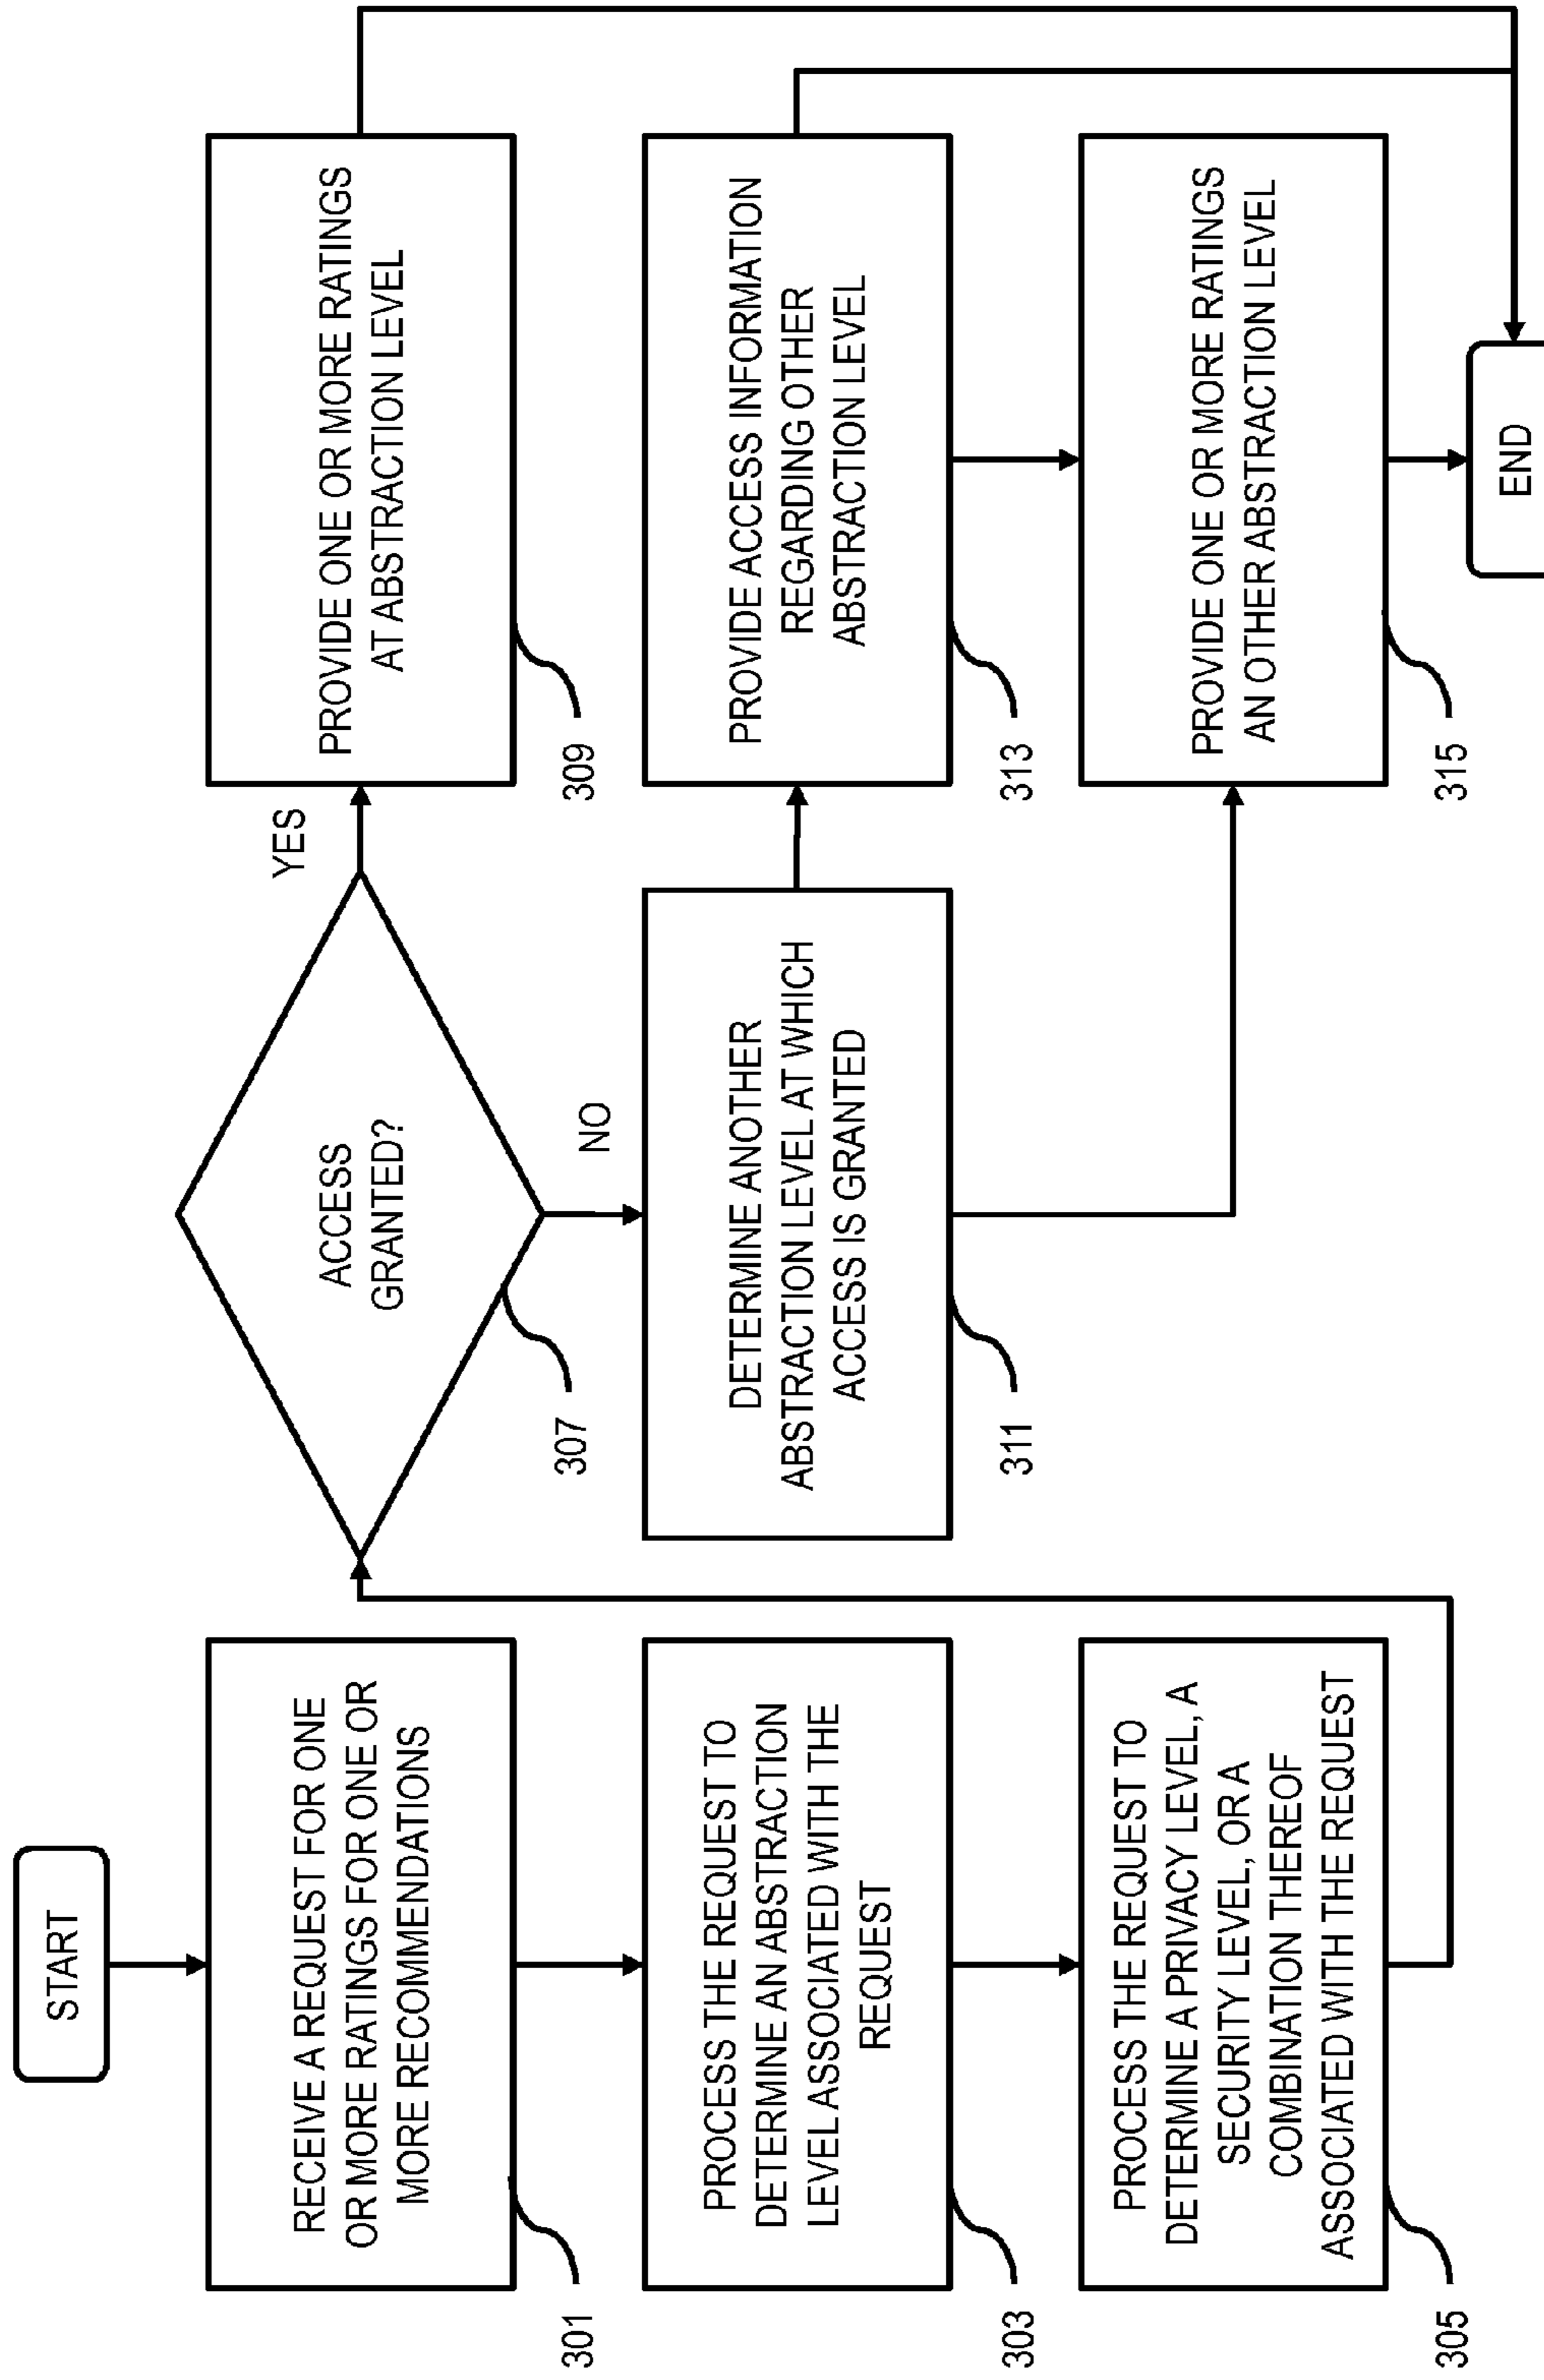 START
RECEIVE A REQUEST FOR ONE
OR MORE RATINGS FOR ONE OR
MORE RECOMMENDATIONS
301
PROCESS THE REQUEST TO
DETERMINE AN ABSTRACTION
LEVEL ASSOCIATED WITH THE
REQUEST
303
PROCESS THE REQUEST TO
DETERMINE A PRIVACY LEVEL, A
SECURITY LEVEL, OR A
COMBINATION THEREOF
ASSOCIATED WITH THE REQUEST
305
ACCESS
GRANTED?
307
YES
NO
PROVIDE ONE OR MORE RATINGS
AT ABSTRACTION LEVEL
309
DETERMINE ANOTHER
ABSTRACTION LEVEL AT WHICH
ACCESS IS GRANTED
311
PROVIDE ACCESS INFORMATION
REGARDING OTHER
ABSTRACTION LEVEL
313
PROVIDE ONE OR MORE RATINGS
AN OTHER ABSTRACTION LEVEL
315
END